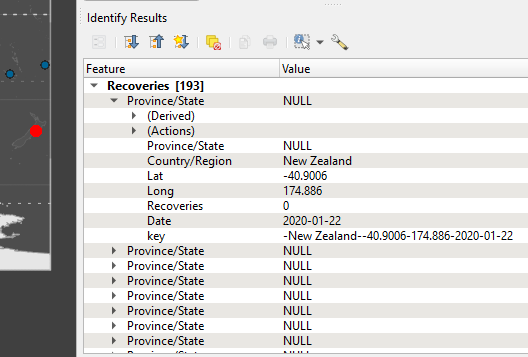 Identify Results
Feature Value
Recoveries [193]
Province/State NULL
(Derived)
(Actions)
Province/State NULL
Country/Region New Zealand
Lat -40.9006
Long 174.886
Recoveries 0
Date 2020-01-22
key -New Zealand--40.9006-174.886-2020-01-22
Province/State NULL
Province/State NULL
Province/State NULL
Province/State NULL
Province/State NULL
Province/State NULL
Province/State NULL
Province/State NULL